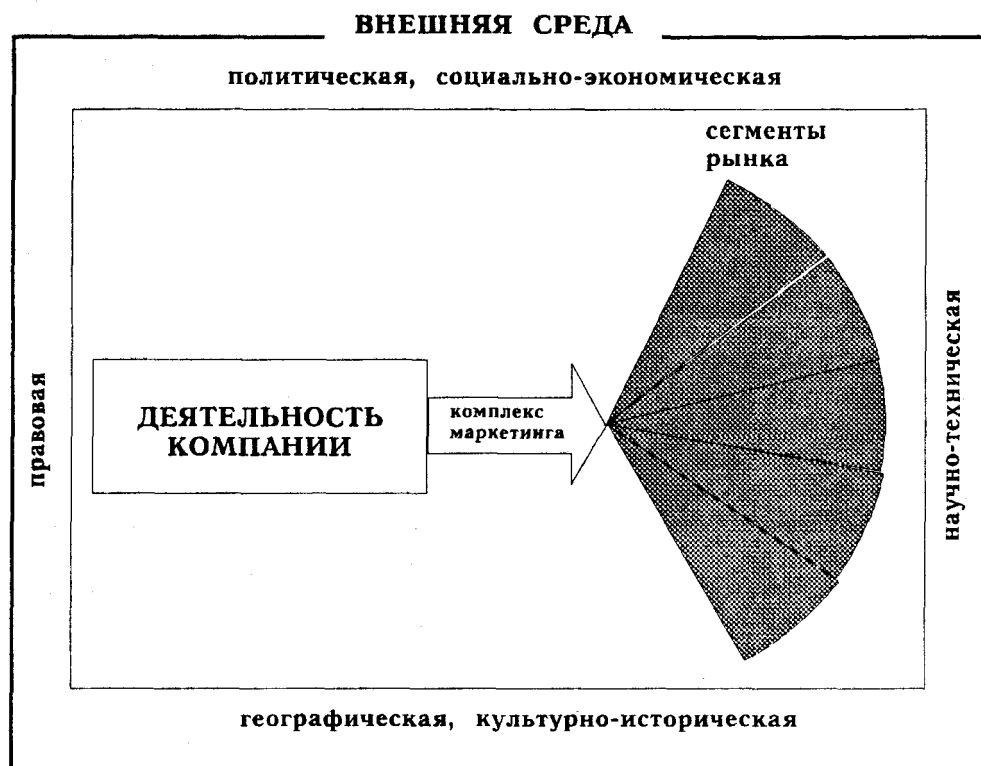 ВНЕШНЯЯ СРЕДА
политическая, социально-экономическая
сегменты
рынка
правовая
ДЕЯТЕЛЬНОСТЬ
КОМПАНИИ
комплекс
маркетинга
научно-техническая
географическая, культурно-историческая